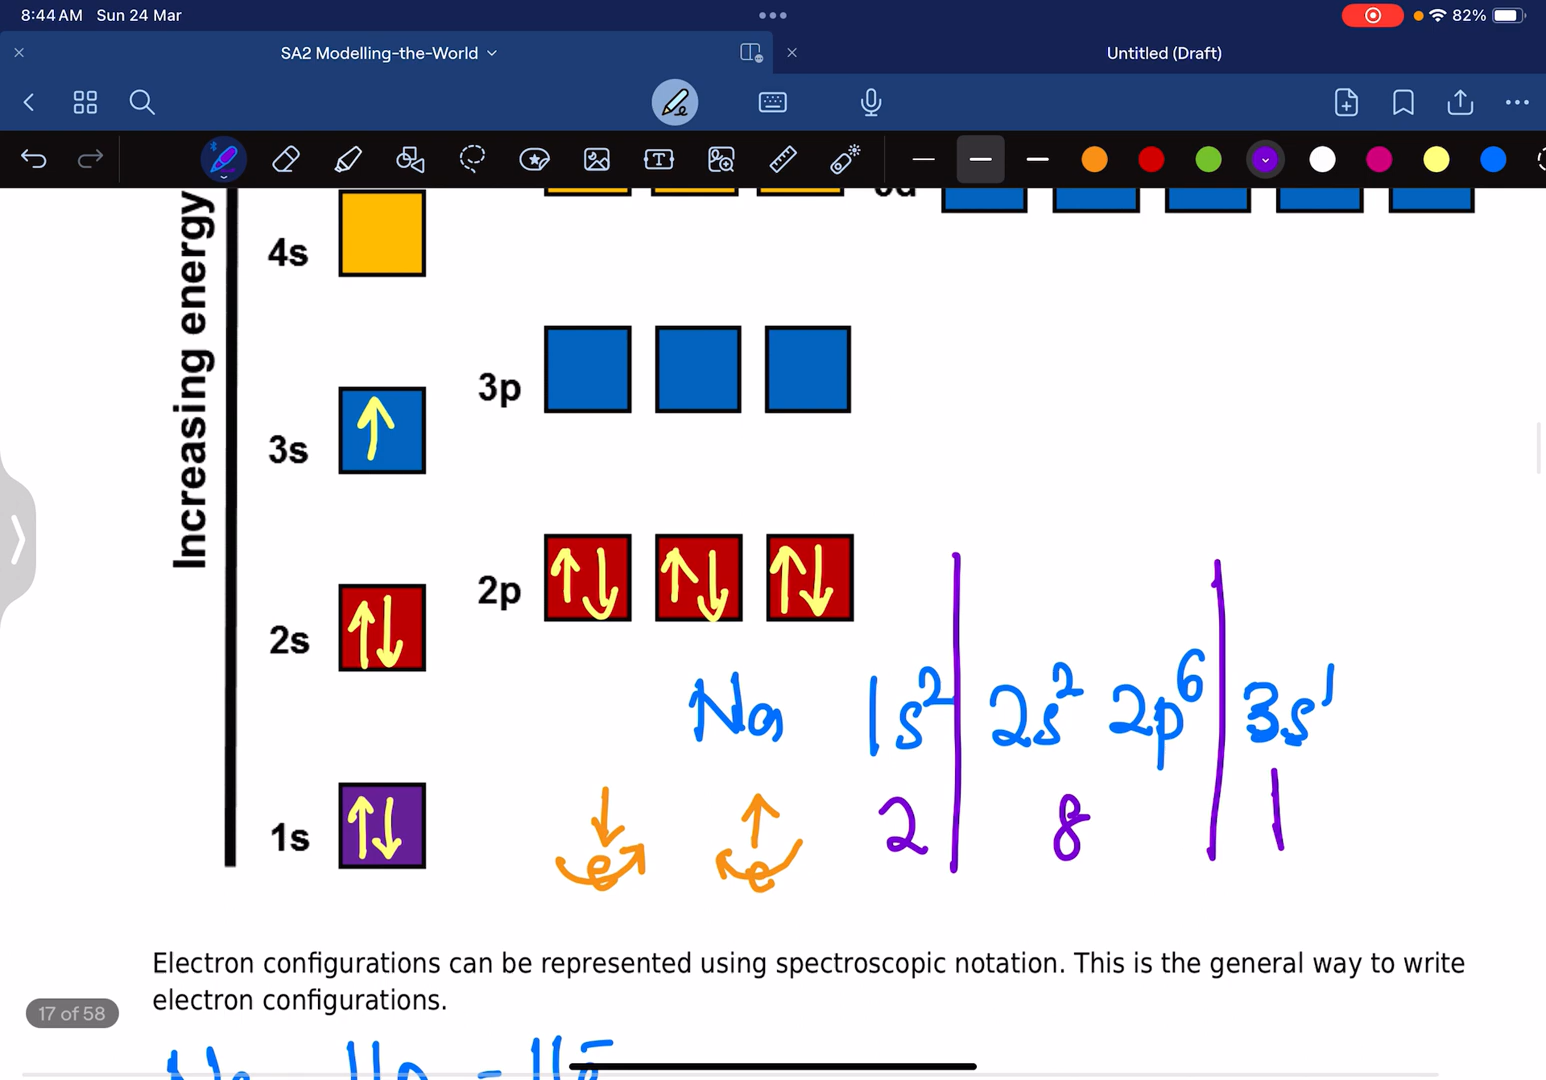 8:44 AM Sun 24 Mar
82%
SA2 Modelling-the-World
Untitled (Draft)
Increasing energy
4s
3p
3s
2p
2s
Na 1s² 2s² 2p⁶ 3s¹
1s
e e 2 8 1
Electron configurations can be represented using spectroscopic notation. This is the general way to write
electron configurations.
17 of 58